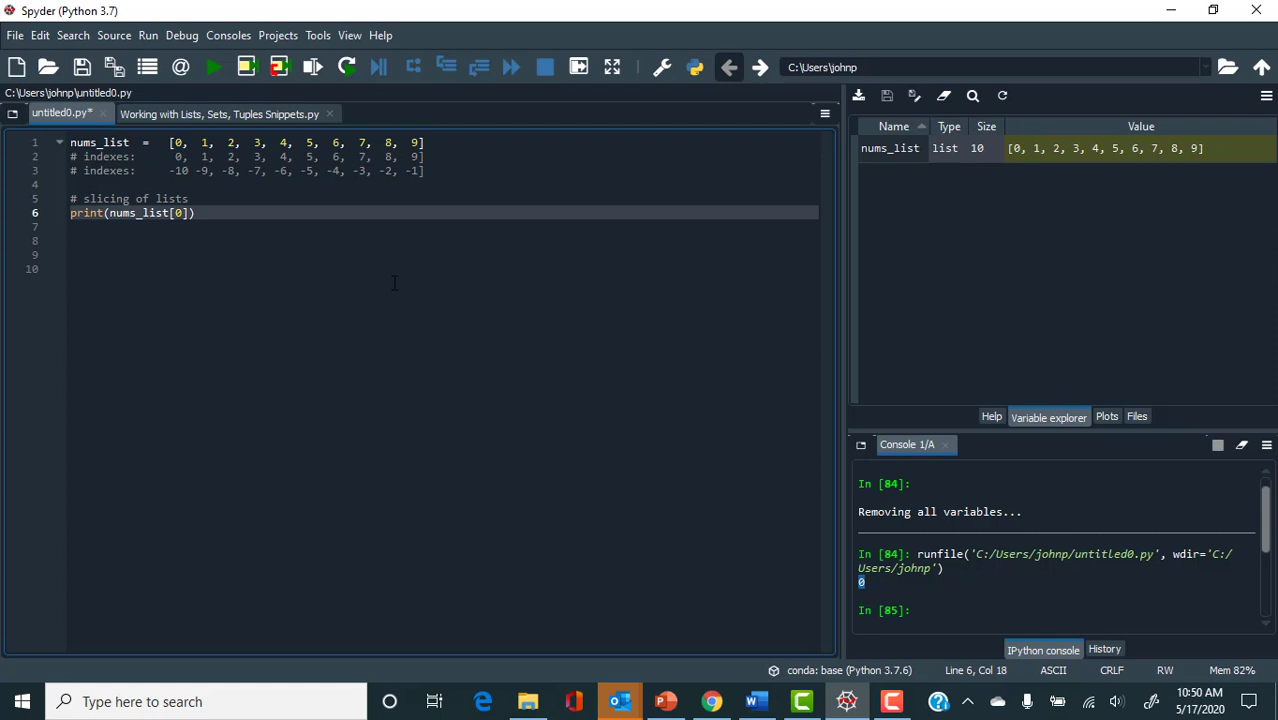 Spyder (Python 3.7)
File Edit Search Source Run Debug Consoles Projects Tools View Help
C:\Users\johnp
C:\Users\johnp\untitled0.py
untitled0.py* Working with Lists, Sets, Tuples Snippets.py
1 nums_list = [0, 1, 2, 3, 4, 5, 6, 7, 8, 9]
2 # indexes: 0, 1, 2, 3, 4, 5, 6, 7, 8, 9]
3 # indexes: -10 -9, -8, -7, -6, -5, -4, -3, -2, -1]
4
5 # slicing of lists
6 print(nums_list[0])
7
8
9
10
Name Type Size Value
nums_list list 10 [0, 1, 2, 3, 4, 5, 6, 7, 8, 9]
Help Variable explorer Plots Files
Console 1/A
In [84]:
Removing all variables...
In [84]: runfile('C:/Users/johnp/untitled0.py', wdir='C:/
Users/johnp')
0
In [85]:
IPython console History
conda: base (Python 3.7.6) Line 6, Col 18 ASCII CRLF RW Mem 82%
Type here to search
10:50 AM
5/17/2020